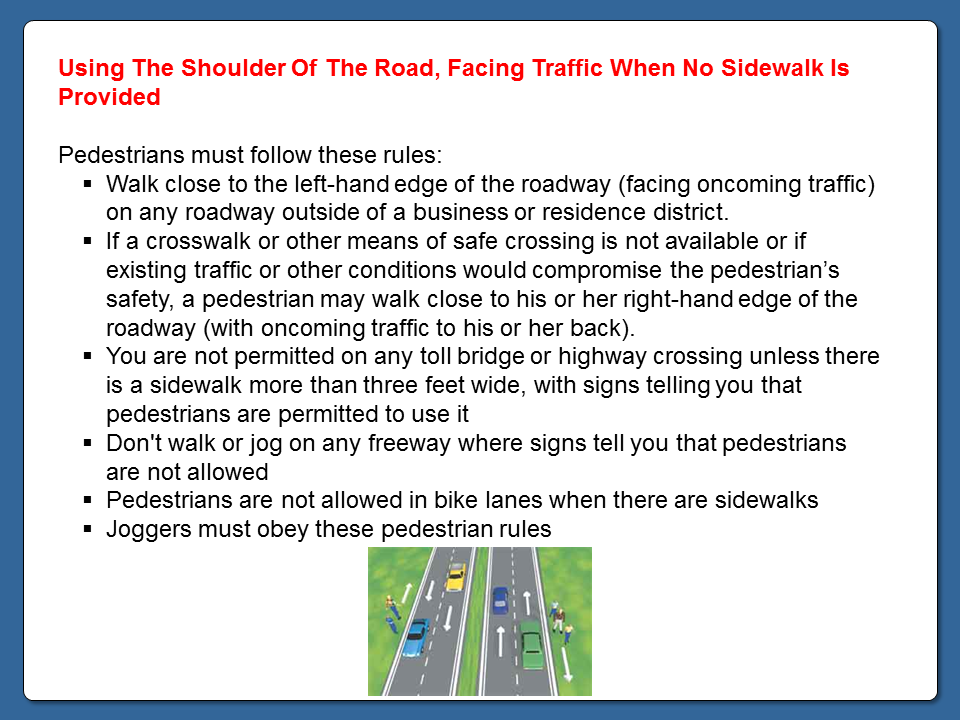 Using The Shoulder Of The Road, Facing Traffic When No Sidewalk Is
Provided
Pedestrians must follow these rules:
▪ Walk close to the left-hand edge of the roadway (facing oncoming traffic)
on any roadway outside of a business or residence district.
▪ If a crosswalk or other means of safe crossing is not available or if
existing traffic or other conditions would compromise the pedestrian’s
safety, a pedestrian may walk close to his or her right-hand edge of the
roadway (with oncoming traffic to his or her back).
▪ You are not permitted on any toll bridge or highway crossing unless there
is a sidewalk more than three feet wide, with signs telling you that
pedestrians are permitted to use it
▪ Don't walk or jog on any freeway where signs tell you that pedestrians
are not allowed
▪ Pedestrians are not allowed in bike lanes when there are sidewalks
▪ Joggers must obey these pedestrian rules